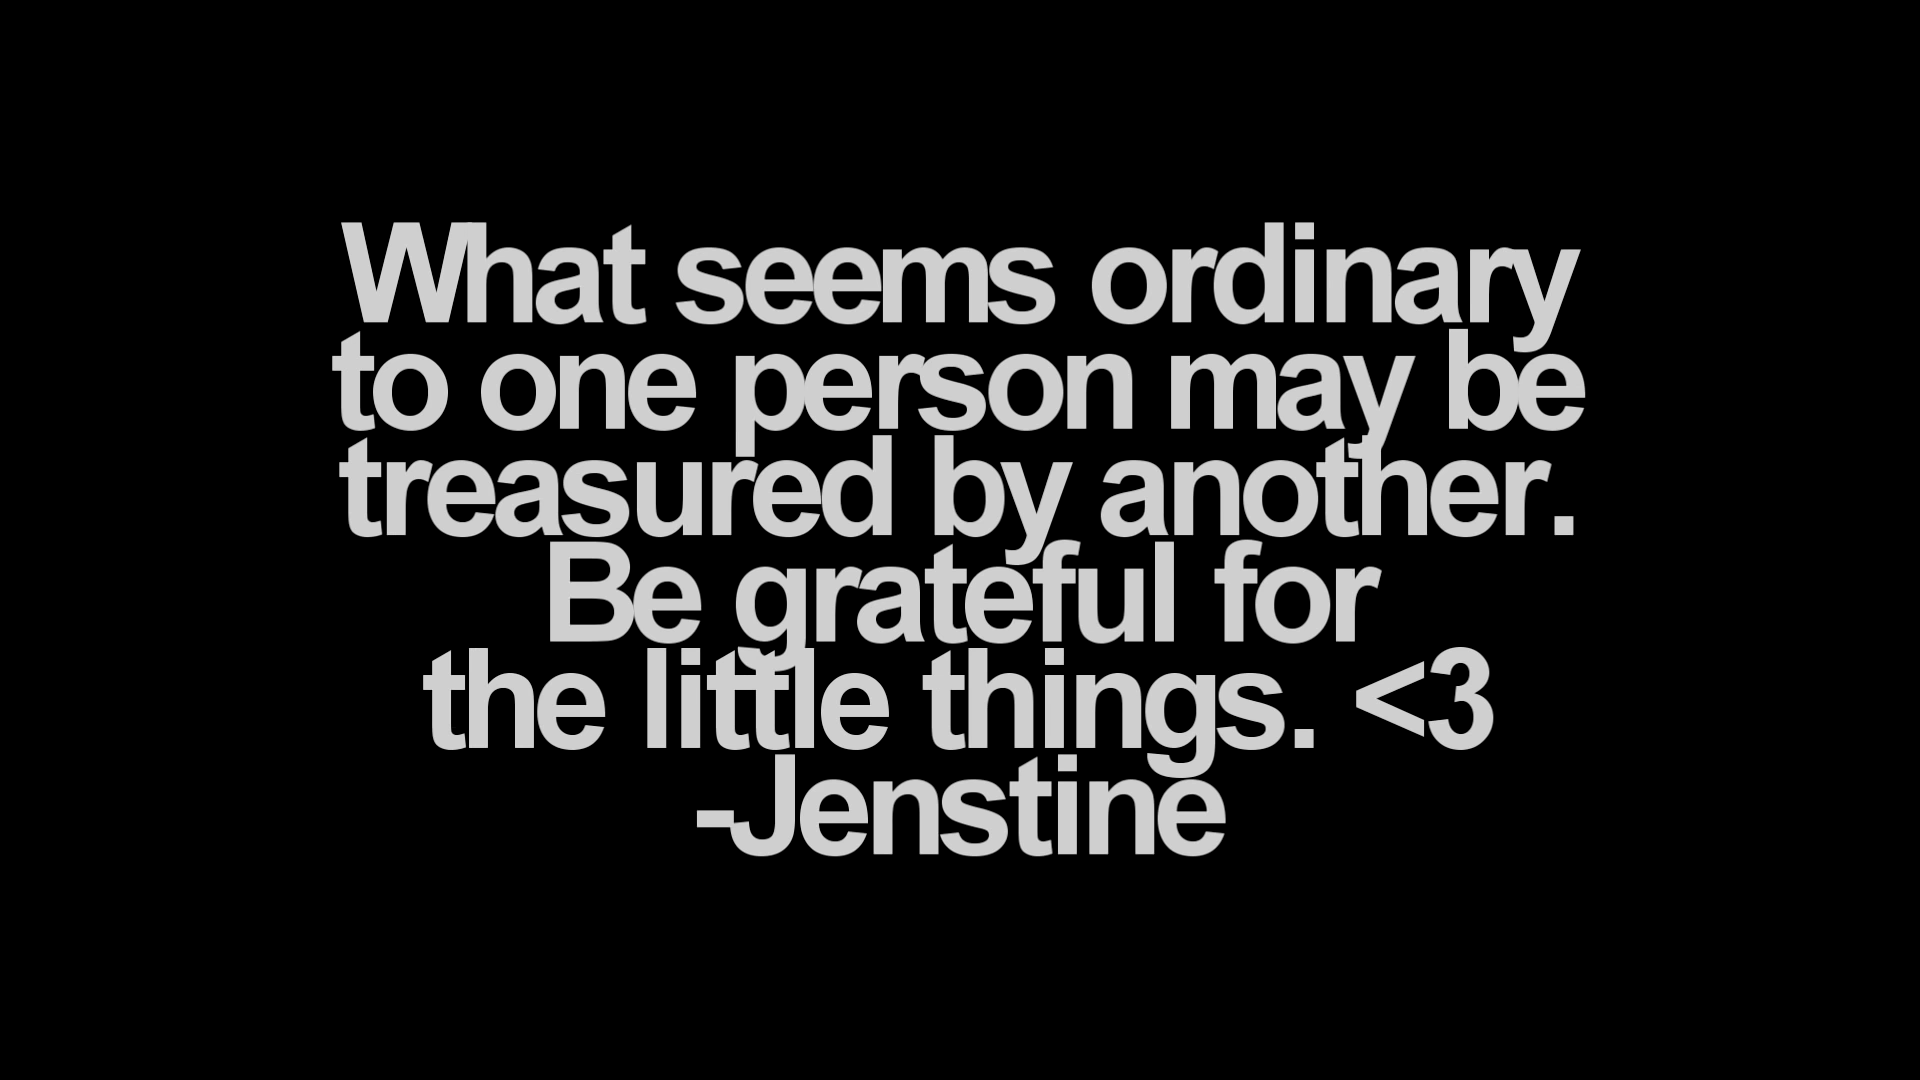 What seems ordinary
to one person may be
treasured by another.
Be grateful for
the little things. <3
-Jenstine